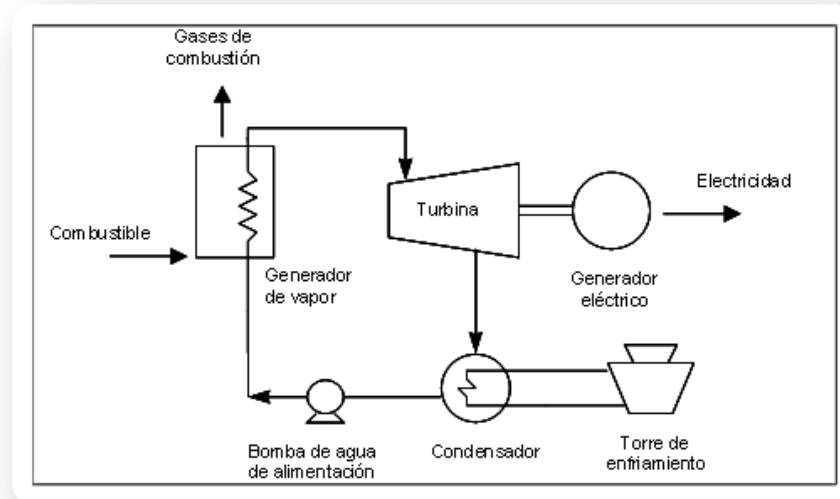 Gases de
combustión
Combustible
Generador
de vapor
Turbina
Electricidad
Generador
eléctrico
Bomba de agua
de alimentación
Condensador
Torre de
enfriamiento